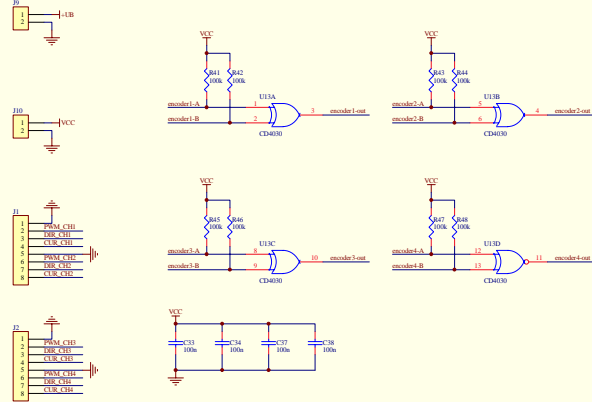 J9
1
2
+UB
J10
1
2
VCC
J1
1
2 PWM_CH1
3 DIR_CH1
4 CUR_CH1
5
6 PWM_CH2
7 DIR_CH2
8 CUR_CH2
J2
1
2 PWM_CH3
3 DIR_CH3
4 CUR_CH3
5
6 PWM_CH4
7 DIR_CH4
8 CUR_CH4
VCC
R41 R42
100k 100k
U13A
encoder1-A 1
3 encoder1-out
encoder1-B 2
CD4030
VCC
R43 R44
100k 100k
U13B
encoder2-A 5
4 encoder2-out
encoder2-B 6
CD4030
VCC
R45 R46
100k 100k
U13C
encoder3-A 8
10 encoder3-out
encoder3-B 9
CD4030
VCC
R47 R48
100k 100k
U13D
encoder4-A 12
11 encoder4-out
encoder4-B 13
CD4030
VCC
C33 C34 C37 C38
100n 100n 100n 100n